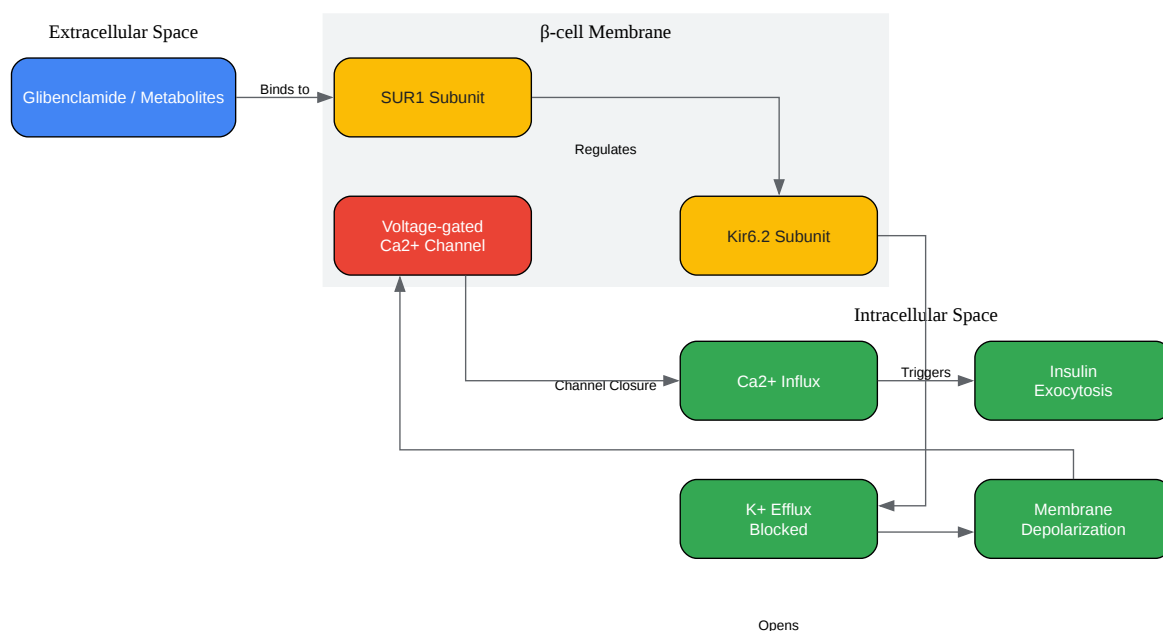 Extracellular Space
β-cell Membrane
Glibenclamide / Metabolites
Binds to
SUR1 Subunit
Regulates
Voltage-gated
Ca2+ Channel
Kir6.2 Subunit
Intracellular Space
Channel Closure
Ca2+ Influx
Triggers
Insulin
Exocytosis
K+ Efflux
Blocked
Membrane
Depolarization
Opens